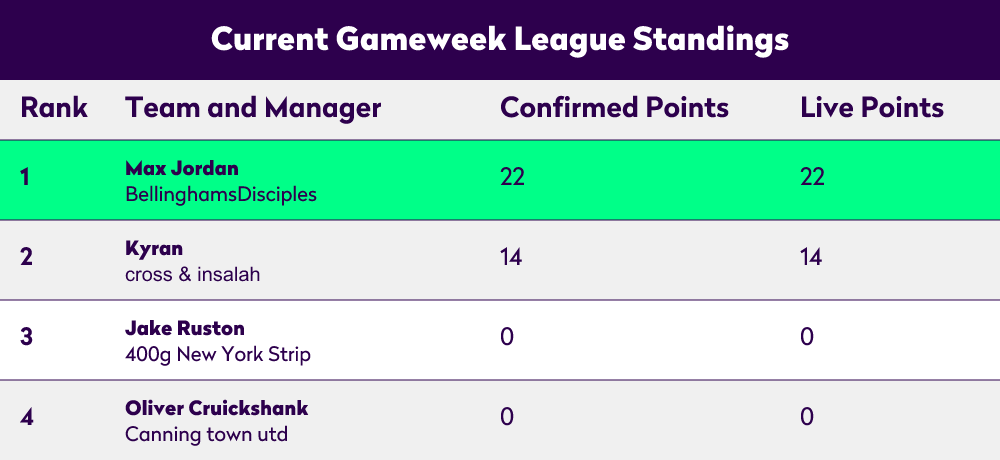 Current Gameweek League Standings
Rank Team and Manager Confirmed Points Live Points
1 Max Jordan 22 22
BellinghamsDisciples
2 Kyran 14 14
cross & insalah
3 Jake Ruston 0 0
400g New York Strip
4 Oliver Cruickshank 0 0
Canning town utd